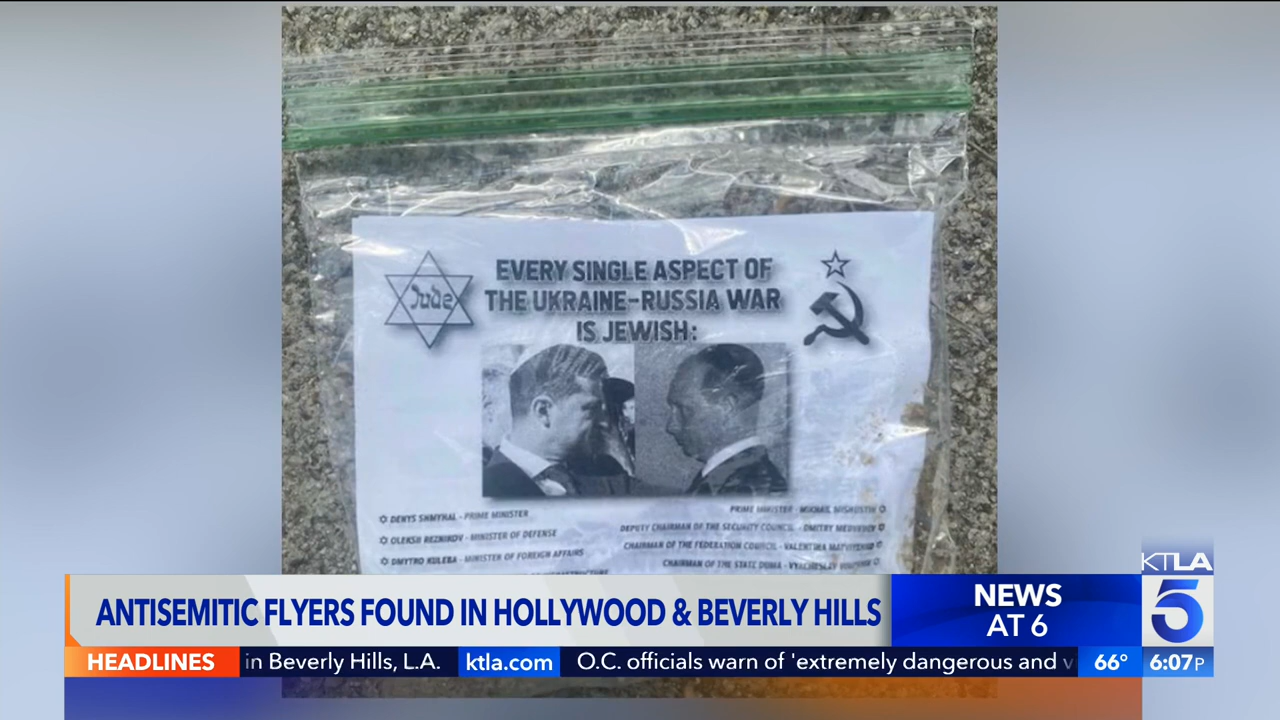 Jude
EVERY SINGLE ASPECT OF
THE UKRAINE-RUSSIA WAR
IS JEWISH:
DENYS SHMYHAL - PRIME MINISTER
OLEKSII REZNIKOV - MINISTER OF DEFENSE
DMYTRO KULEBA - MINISTER OF FOREIGN AFFAIRS
PRIME MINISTER - MIKHAIL MISHUSTIN
DEPUTY CHAIRMAN OF THE SECURITY COUNCIL - DMITRY MEDVEDEV
CHAIRMAN OF THE FEDERATION COUNCIL - VALENTINA MATVIYENKO
CHAIRMAN OF THE STATE DUMA - VYACHESLAV
ANTISEMITIC FLYERS FOUND IN HOLLYWOOD & BEVERLY HILLS
NEWS
AT 6
KTLA
5
HEADLINES in Beverly Hills, L.A. ktla.com O.C. officials warn of 'extremely dangerous and v 66° 6:07P